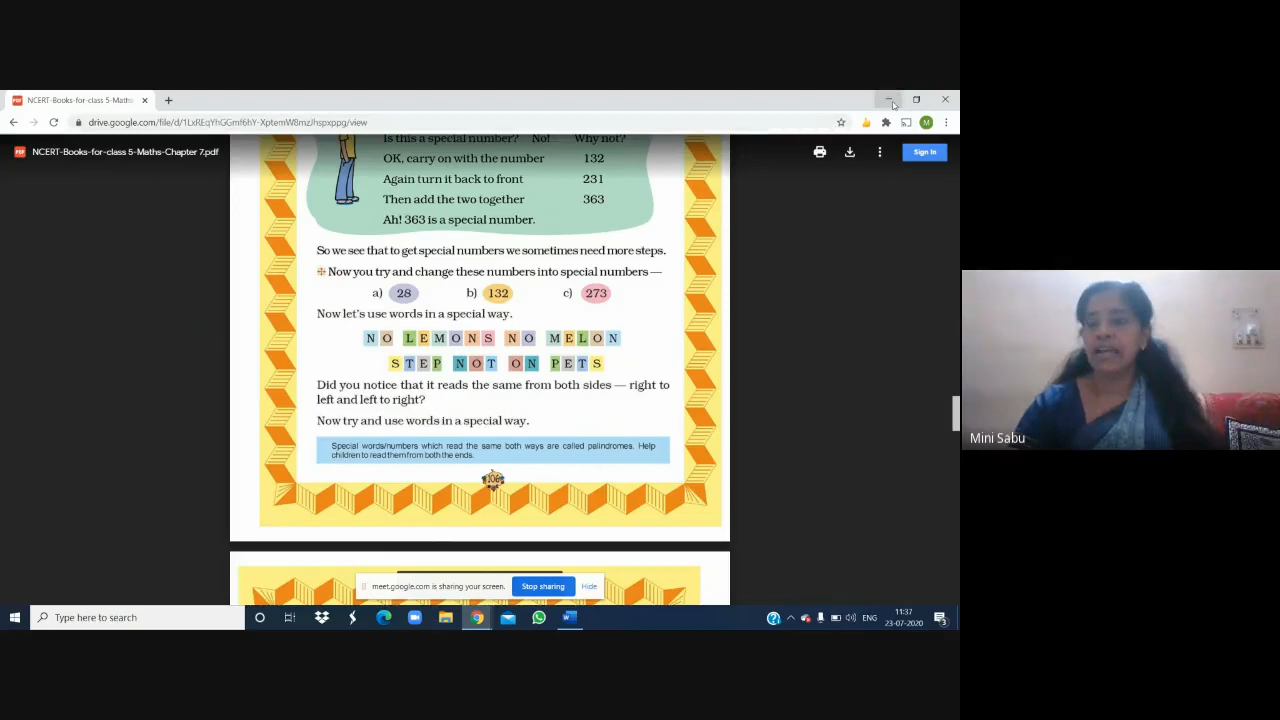 NCERT-Books-for class 5-Maths-
drive.google.com/file/d/1LxREqYhGGmf6hY-XptemW8mzJhspxppg/view
M
PDF NCERT-Books-for-class 5-Maths-Chapter 7.pdf
Sign In
Is this a special number? No! Why not?
OK, carry on with the number 132
Again turn it back to front 231
Then add the two together 363
Ah! 363 is a special number.
So we see that to get special numbers we sometimes need more steps.
Now you try and change these numbers into special numbers —
a) 28 b) 132 c) 273
Now let's use words in a special way.
NO LEMONS NO MELON
STEP NOT ON PETS
Did you notice that it reads the same from both sides — right to
left and left to right?
Now try and use words in a special way.
Special words/numbers which read the same both ways are called palindromes. Help
children to read them from both the ends.
106
meet.google.com is sharing your screen. Stop sharing Hide
Mini Sabu
Type here to search
ENG
11:37
23-07-2020
3